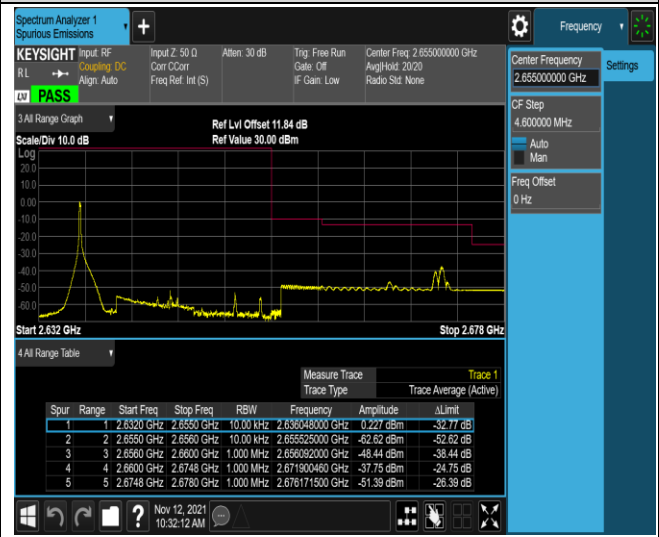 Spectrum Analyzer 1
Spurious Emissions
+
Frequency
KEYSIGHT Input: RF Input Z: 50 Ω Atten: 30 dB Trig: Free Run Center Freq: 2.655000000 GHz
RL Coupling: DC Corr CCorr Gate: Off Avg|Hold: 20/20
Align: Auto Freq Ref: Int (S) IF Gain: Low Radio Std: None
LXI PASS
3 All Range Graph
Ref Lvl Offset 11.84 dB
Scale/Div 10.0 dB Ref Value 30.00 dBm
Log
20.0
10.0
0.00
-10.0
-20.0
-30.0
-40.0
-50.0
-60.0
Start 2.632 GHz Stop 2.678 GHz
4 All Range Table
Measure Trace Trace 1
Trace Type Trace Average (Active)
Spur Range Start Freq Stop Freq RBW Frequency Amplitude ΔLimit
1 1 2.6320 GHz 2.6550 GHz 10.00 kHz 2.636048000 GHz 0.227 dBm -32.77 dB
2 2 2.6550 GHz 2.6560 GHz 10.00 kHz 2.655525000 GHz -62.62 dBm -52.62 dB
3 3 2.6560 GHz 2.6600 GHz 1.000 MHz 2.656092000 GHz -48.44 dBm -38.44 dB
4 4 2.6600 GHz 2.6748 GHz 1.000 MHz 2.671900460 GHz -37.75 dBm -24.75 dB
5 5 2.6748 GHz 2.6780 GHz 1.000 MHz 2.676171500 GHz -51.39 dBm -26.39 dB
Nov 12, 2021
10:32:12 AM
?
Center Frequency
2.655000000 GHz
Settings
CF Step
4.600000 MHz
Auto
Man
Freq Offset
0 Hz